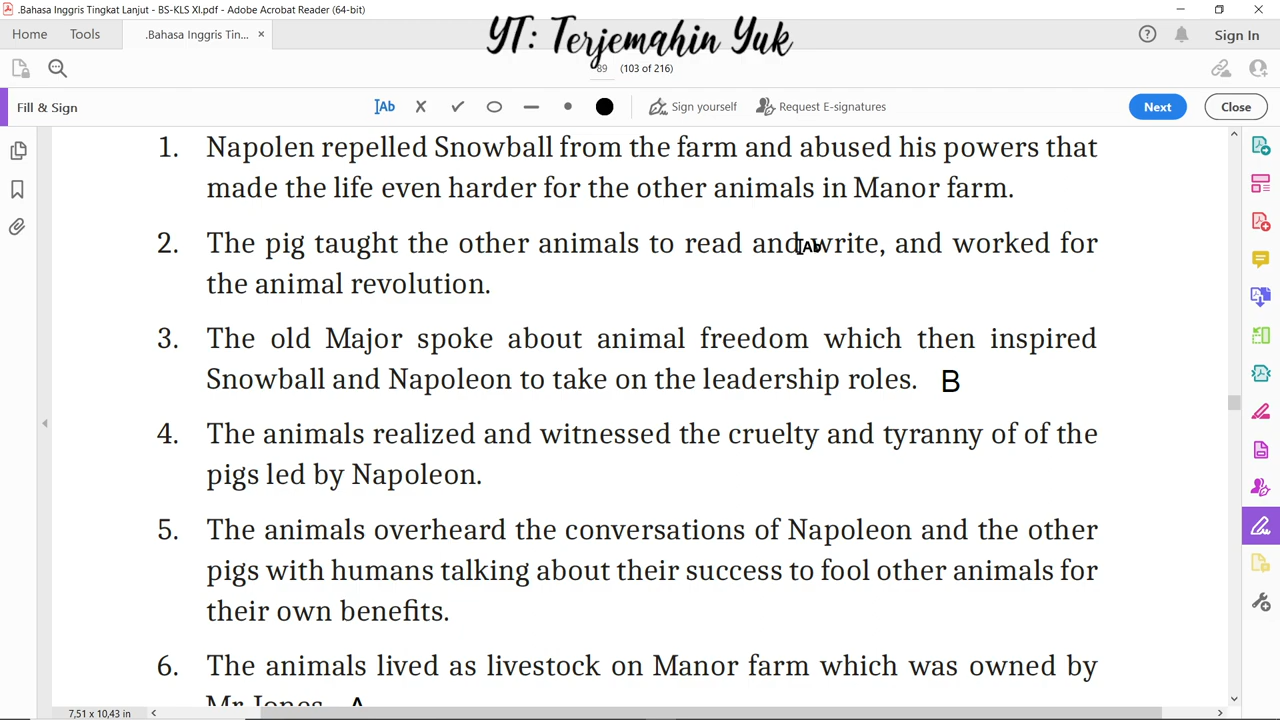 .Bahasa Inggris Tingkat Lanjut - BS-KLS XI.pdf - Adobe Acrobat Reader (64-bit)
Home Tools .Bahasa Inggris Tin... × Sign In
YT: Terjemahin Yuk
89 (103 of 216)
Fill & Sign Ab Sign yourself Request E-signatures Next Close
1. Napolen repelled Snowball from the farm and abused his powers that
made the life even harder for the other animals in Manor farm.
2. The pig taught the other animals to read and write, and worked for
the animal revolution.
3. The old Major spoke about animal freedom which then inspired
Snowball and Napoleon to take on the leadership roles. B
4. The animals realized and witnessed the cruelty and tyranny of of the
pigs led by Napoleon.
5. The animals overheard the conversations of Napoleon and the other
pigs with humans talking about their success to fool other animals for
their own benefits.
6. The animals lived as livestock on Manor farm which was owned by
Mr Jones. A
7,51 x 10,43 in